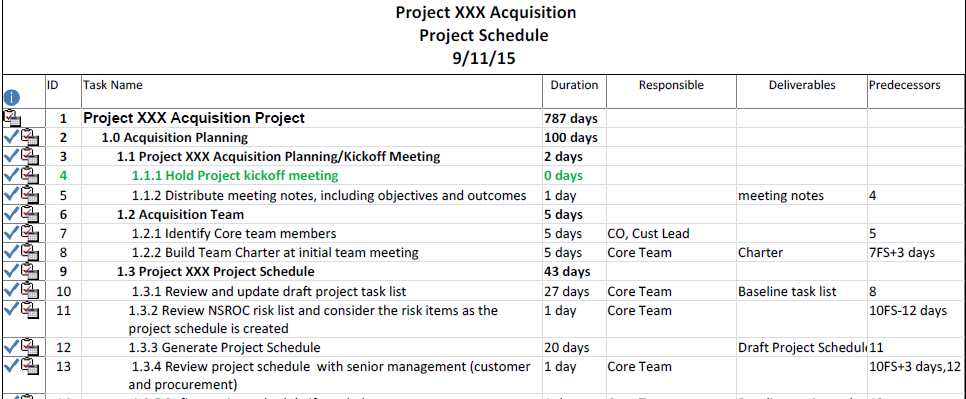 Project XXX Acquisition
Project Schedule
9/11/15
ID Task Name Duration Responsible Deliverables Predecessors
1 Project XXX Acquisition Project 787 days
2 1.0 Acquisition Planning 100 days
3 1.1 Project XXX Acquisition Planning/Kickoff Meeting 2 days
4 1.1.1 Hold Project kickoff meeting 0 days
5 1.1.2 Distribute meeting notes, including objectives and outcomes 1 day meeting notes 4
6 1.2 Acquisition Team 5 days
7 1.2.1 Identify Core team members 5 days CO, Cust Lead 5
8 1.2.2 Build Team Charter at initial team meeting 5 days Core Team Charter 7FS+3 days
9 1.3 Project XXX Project Schedule 43 days
10 1.3.1 Review and update draft project task list 27 days Core Team Baseline task list 8
11 1.3.2 Review NSROC risk list and consider the risk items as the 1 day Core Team 10FS-12 days
project schedule is created
12 1.3.3 Generate Project Schedule 20 days Draft Project Schedul 11
13 1.3.4 Review project schedule with senior management (customer 1 day Core Team 10FS+3 days,12
and procurement)